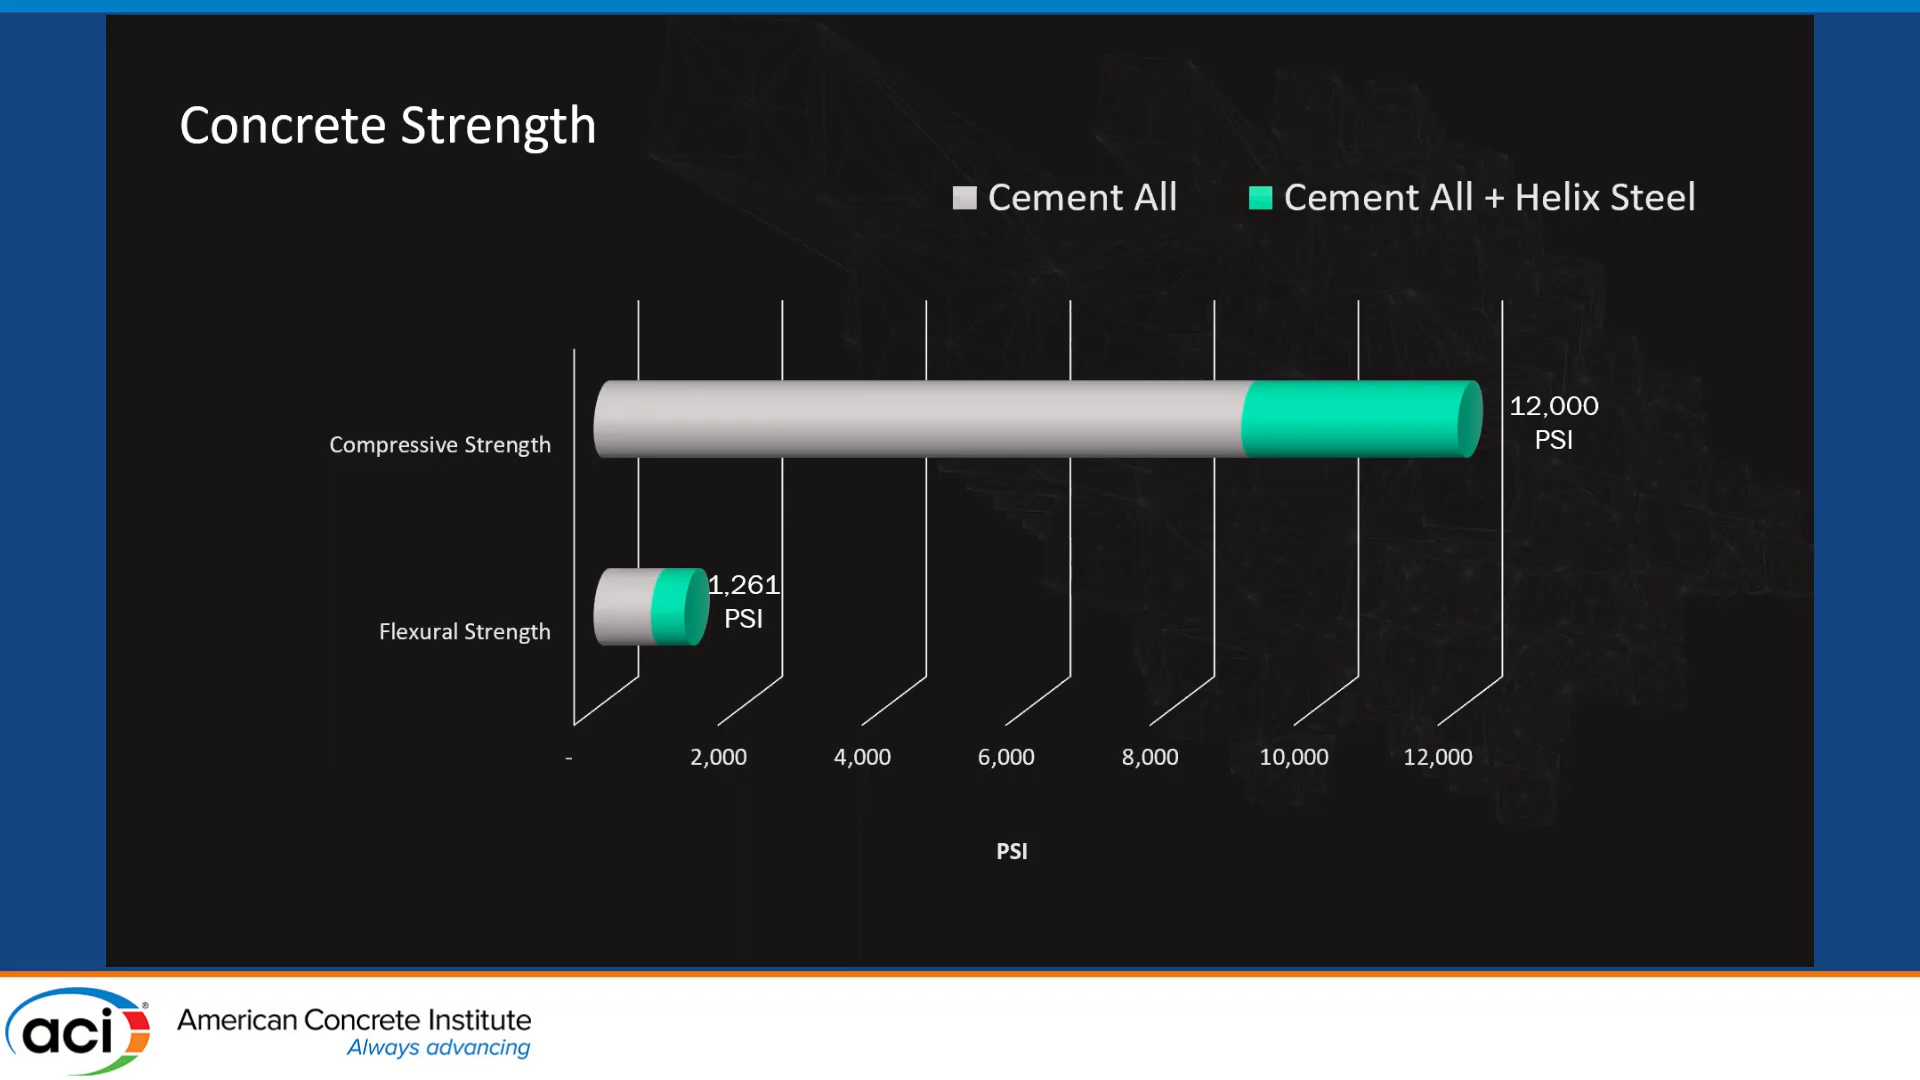 Concrete Strength
Cement All
Cement All + Helix Steel
12,000
PSI
Compressive Strength
1,261
PSI
Flexural Strength
-
2,000
4,000
6,000
8,000
10,000
12,000
PSI
aci®
American Concrete Institute
Always advancing